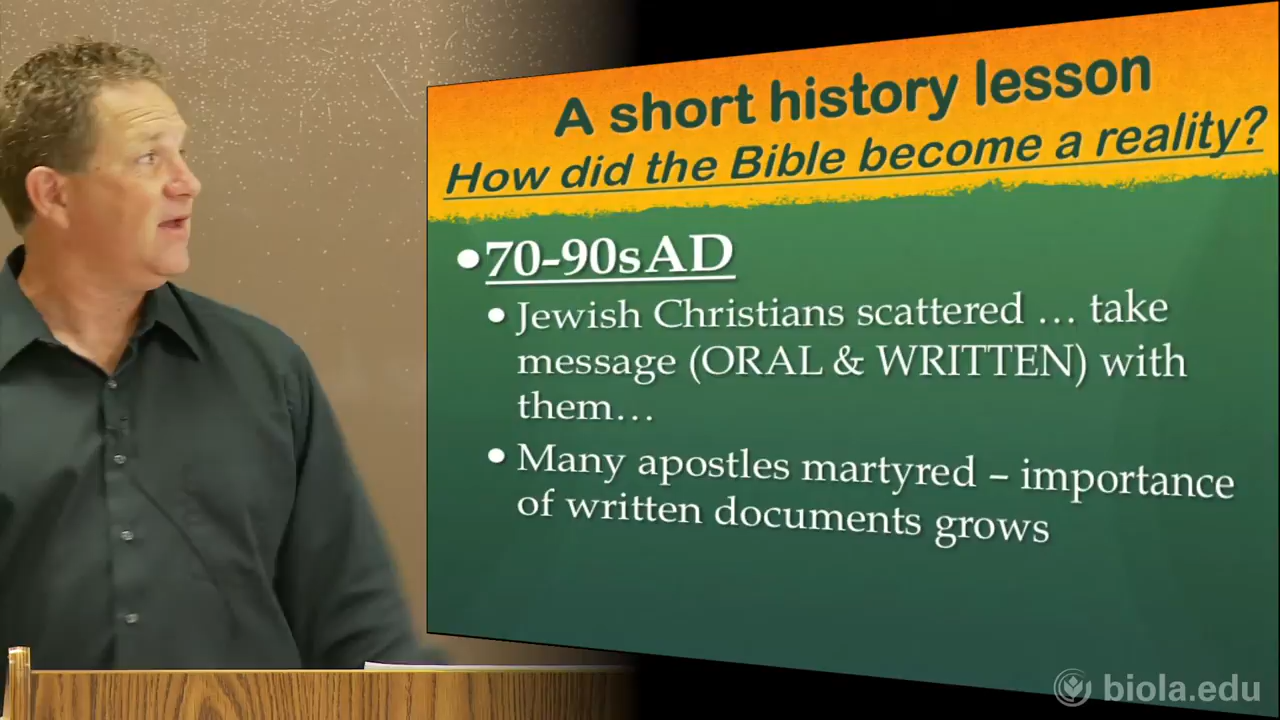 A short history lesson
How did the Bible become a reality?
•70-90s AD
• Jewish Christians scattered … take
message (ORAL & WRITTEN) with
them…
• Many apostles martyred – importance
of written documents grows
biola.edu